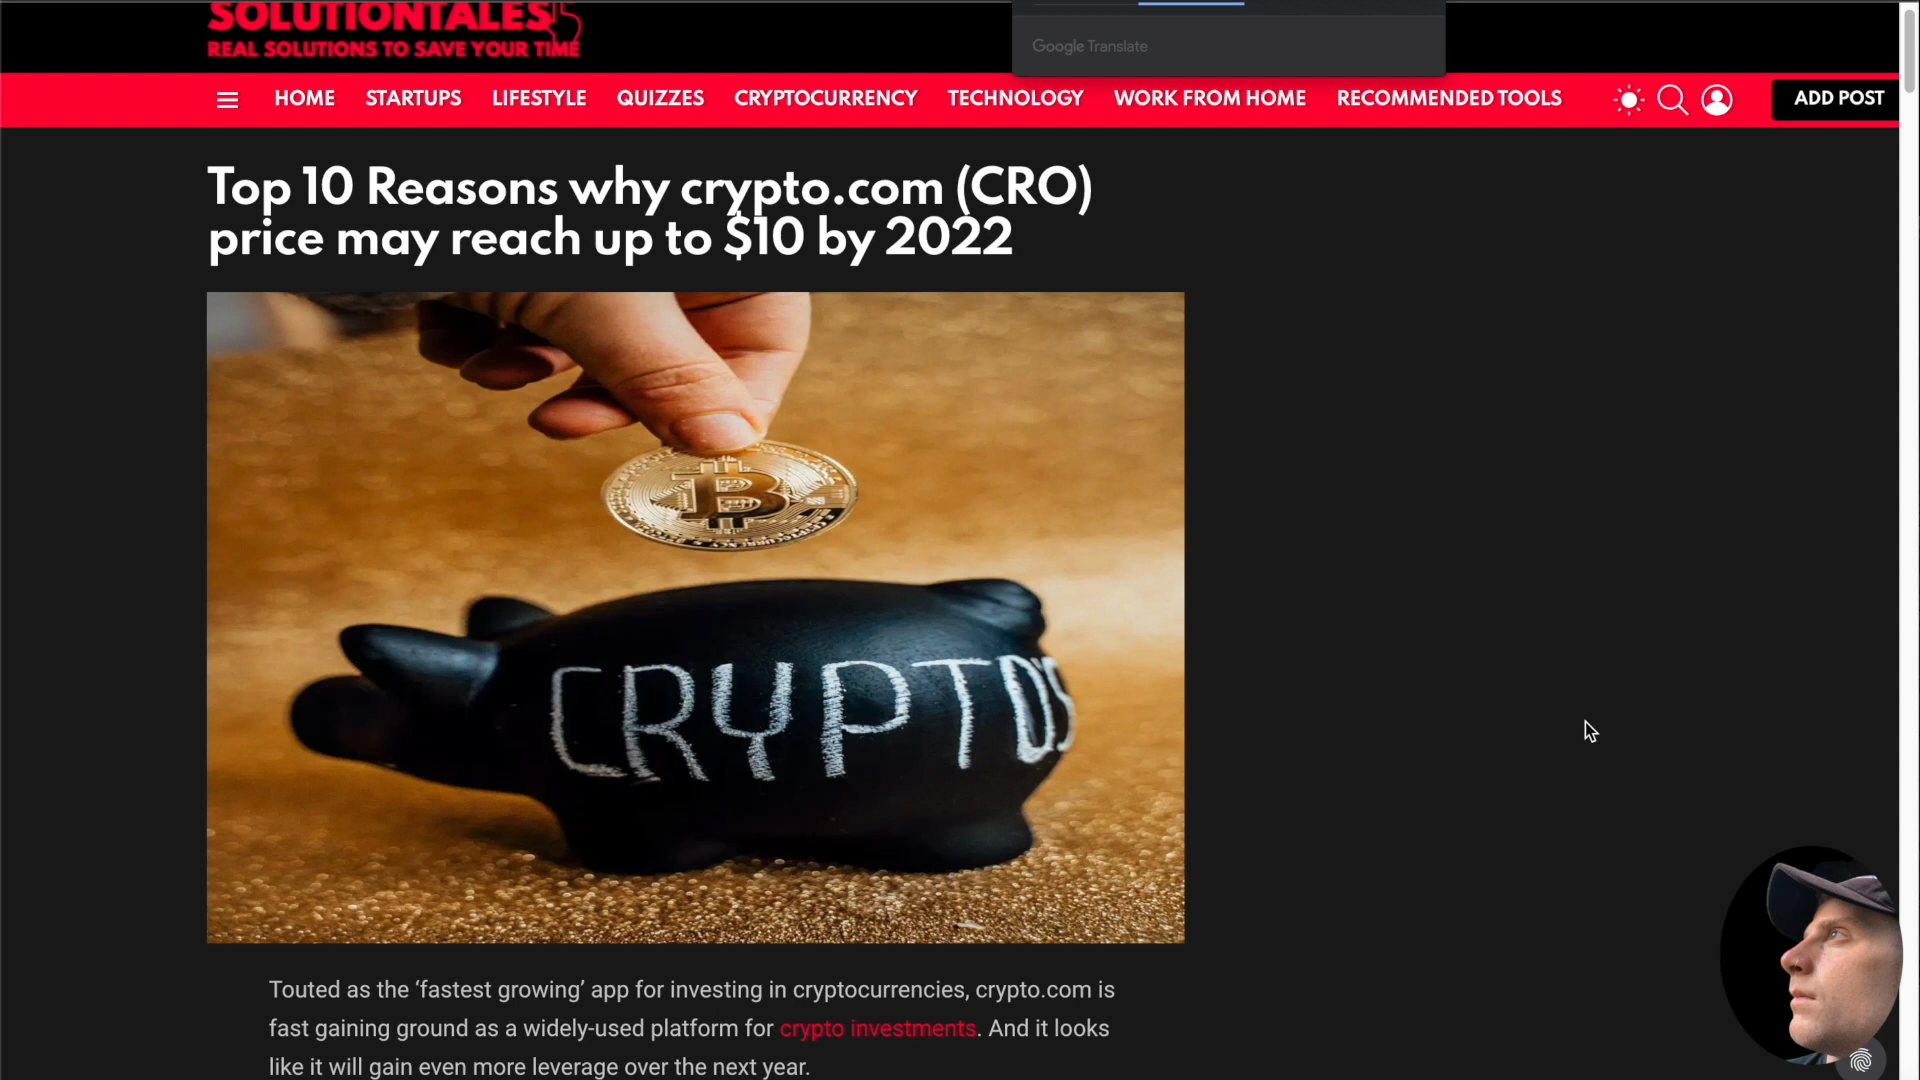 SOLUTIONTALES
REAL SOLUTIONS TO SAVE YOUR TIME
Google Translate
HOME STARTUPS LIFESTYLE QUIZZES CRYPTOCURRENCY TECHNOLOGY WORK FROM HOME RECOMMENDED TOOLS ADD POST
Top 10 Reasons why crypto.com (CRO)
price may reach up to $10 by 2022
CRYPTO'S
Touted as the ‘fastest growing’ app for investing in cryptocurrencies, crypto.com is
fast gaining ground as a widely-used platform for crypto investments. And it looks
like it will gain even more leverage over the next year.